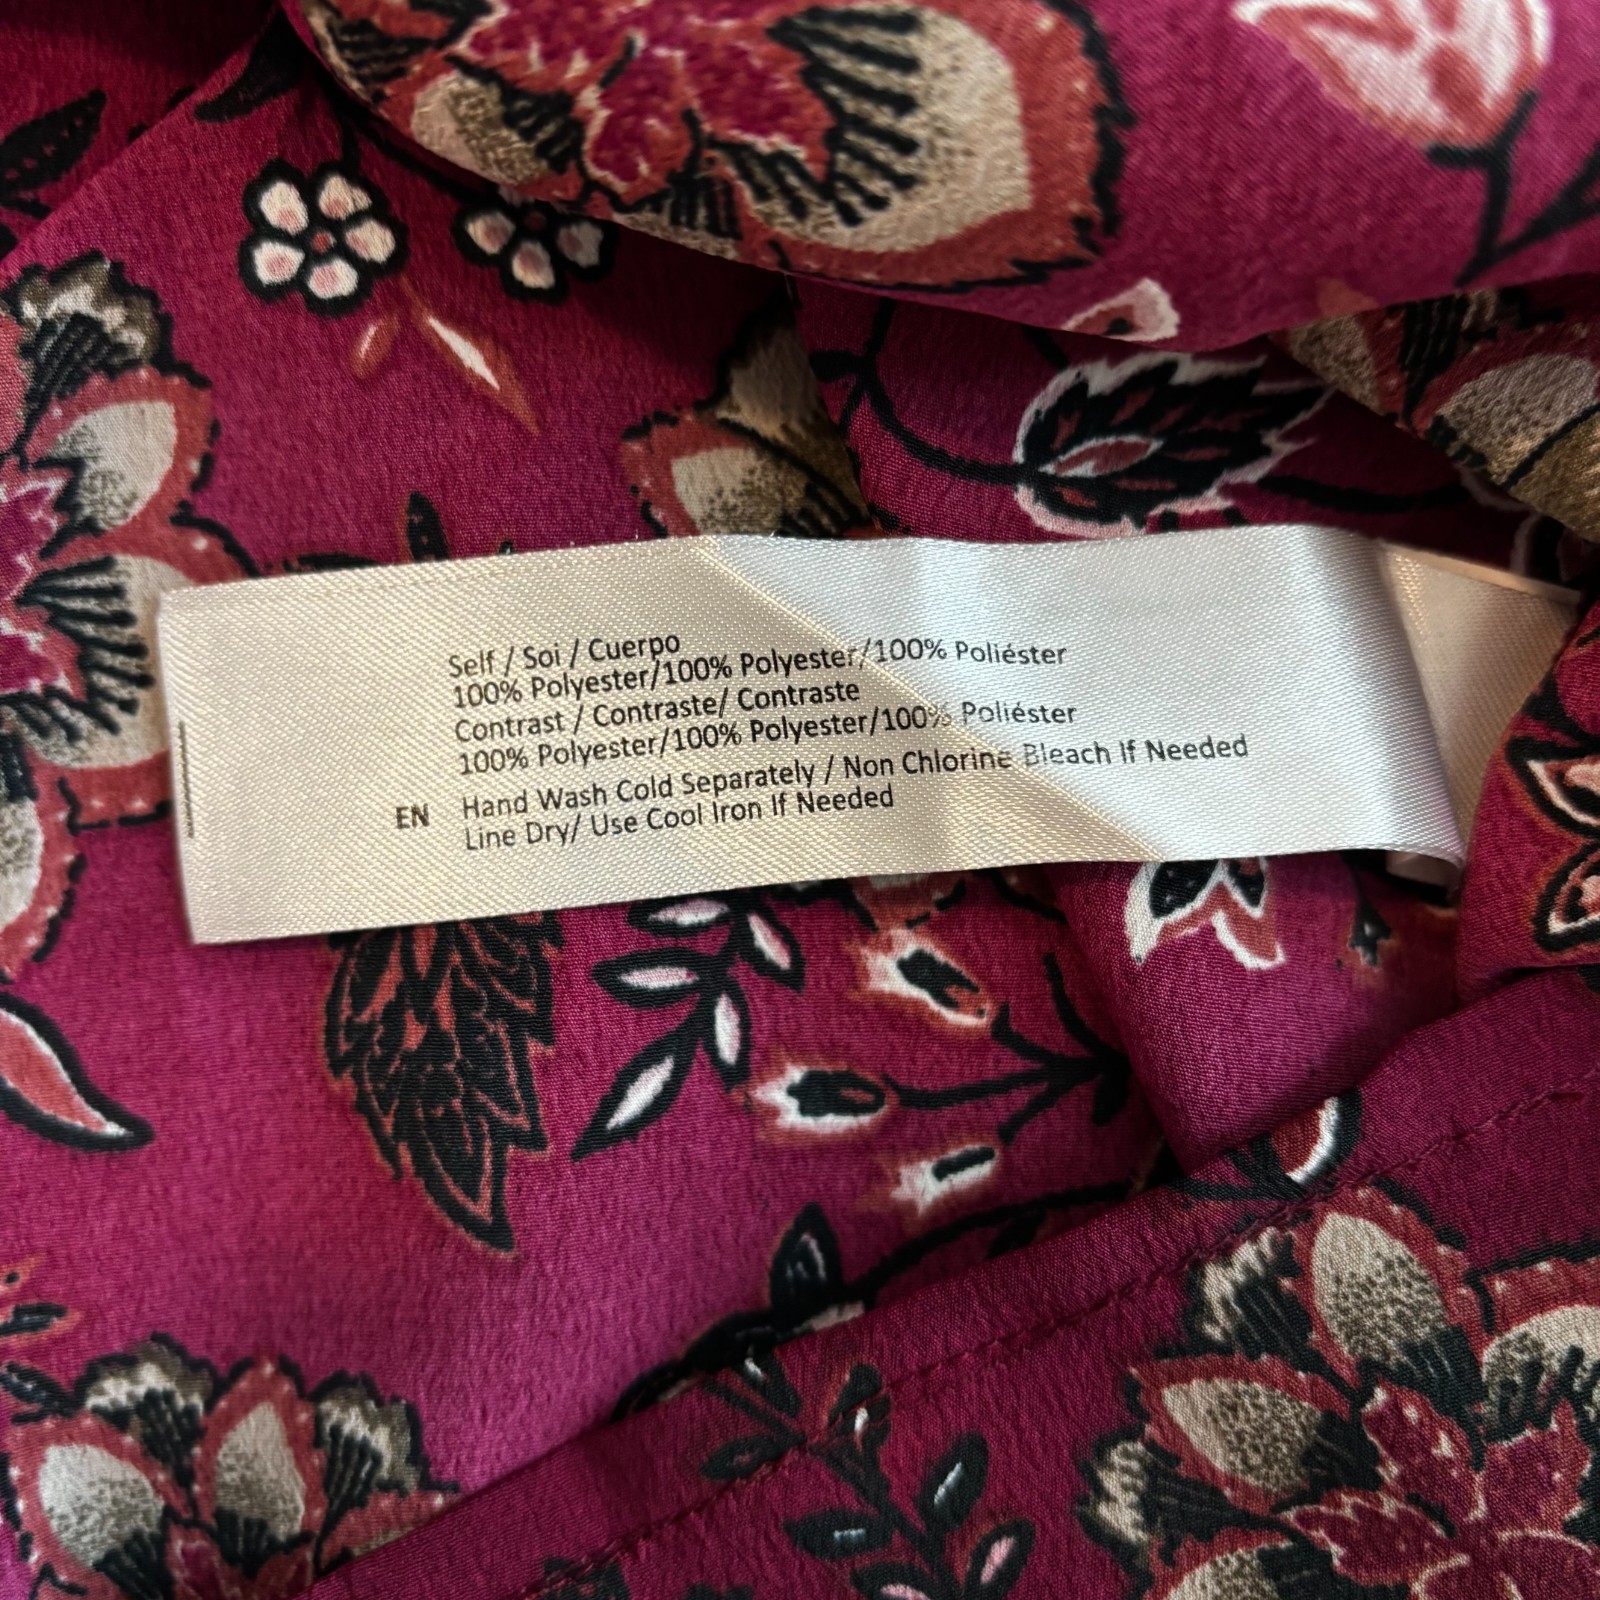 Self / Soi / Cuerpo
100% Polyester/100% Polyester/100% Poliéster
Contrast / Contraste/ Contraste
100% Polyester/100% Polyester/100% Poliéster
EN Hand Wash Cold Separately / Non Chlorine Bleach If Needed
Line Dry/ Use Cool Iron If Needed